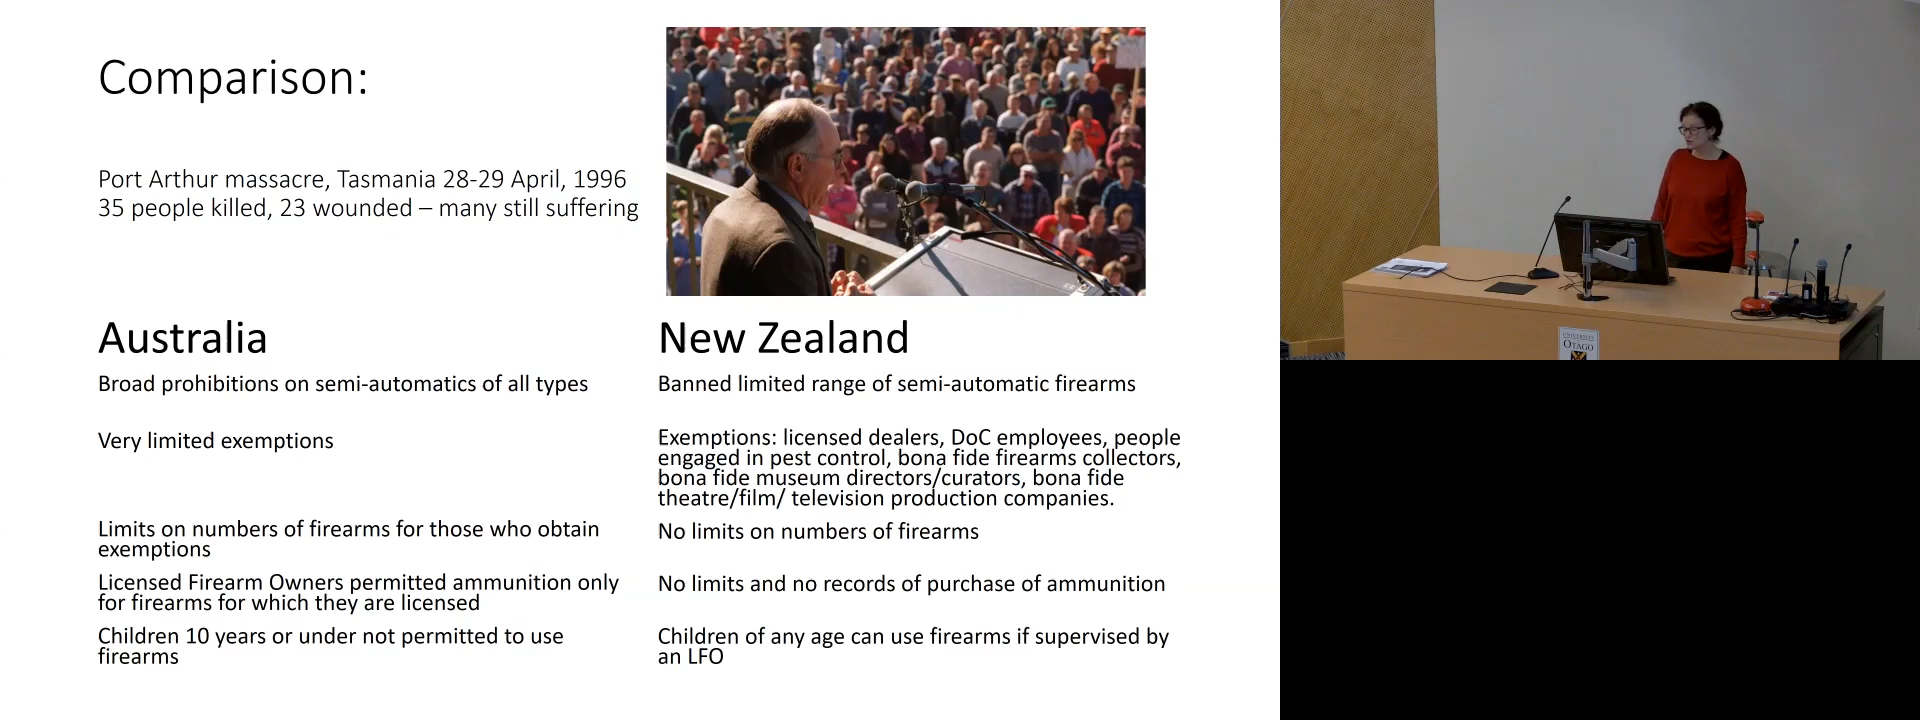 Comparison:
Port Arthur massacre, Tasmania 28-29 April, 1996
35 people killed, 23 wounded – many still suffering
Australia
Broad prohibitions on semi-automatics of all types
Very limited exemptions
Limits on numbers of firearms for those who obtain
exemptions
Licensed Firearm Owners permitted ammunition only
for firearms for which they are licensed
Children 10 years or under not permitted to use
firearms
New Zealand
Banned limited range of semi-automatic firearms
Exemptions: licensed dealers, DoC employees, people
engaged in pest control, bona fide firearms collectors,
bona fide museum directors/curators, bona fide
theatre/film/ television production companies.
No limits on numbers of firearms
No limits and no records of purchase of ammunition
Children of any age can use firearms if supervised by
an LFO
UNIVERSITY
OTAGO